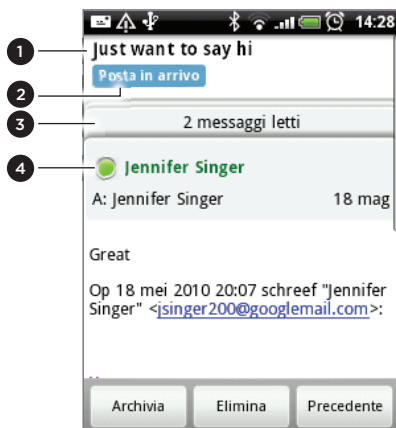 14:28
1 Just want to say hi
2 Posta in arrivo
3 2 messaggi letti
4 Jennifer Singer
A: Jennifer Singer 18 mag
Great
Op 18 mei 2010 20:07 schreef "Jennifer
Singer" <jsinger200@googlemail.com>:
Archivia Elimina Precedente